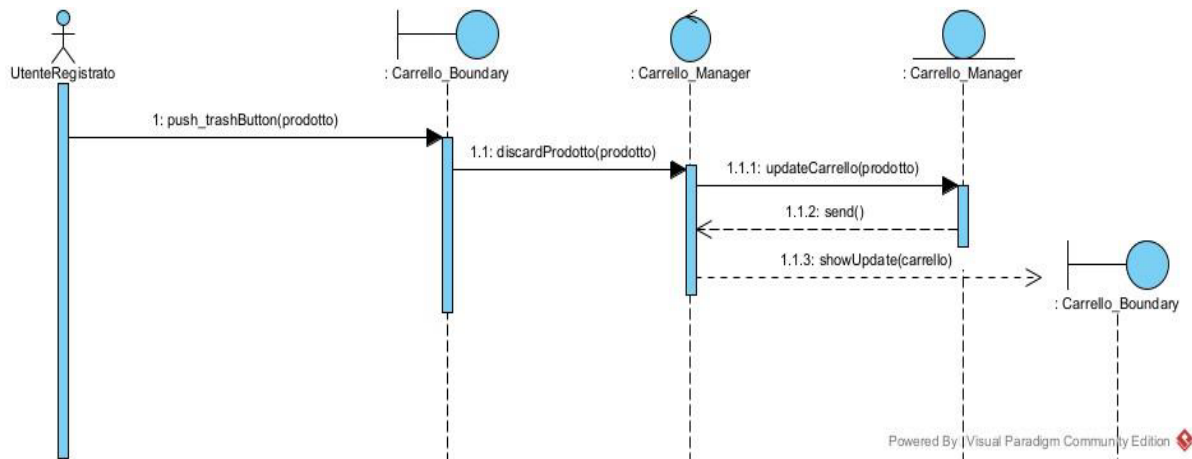 UtenteRegistrato
: Carrello_Boundary
: Carrello_Manager
: Carrello_Manager
1: push_trashButton(prodotto)
1.1: discardProdotto(prodotto)
1.1.1: updateCarrello(prodotto)
1.1.2: send()
1.1.3: showUpdate(carrello)
: Carrello_Boundary
Powered By Visual Paradigm Community Edition